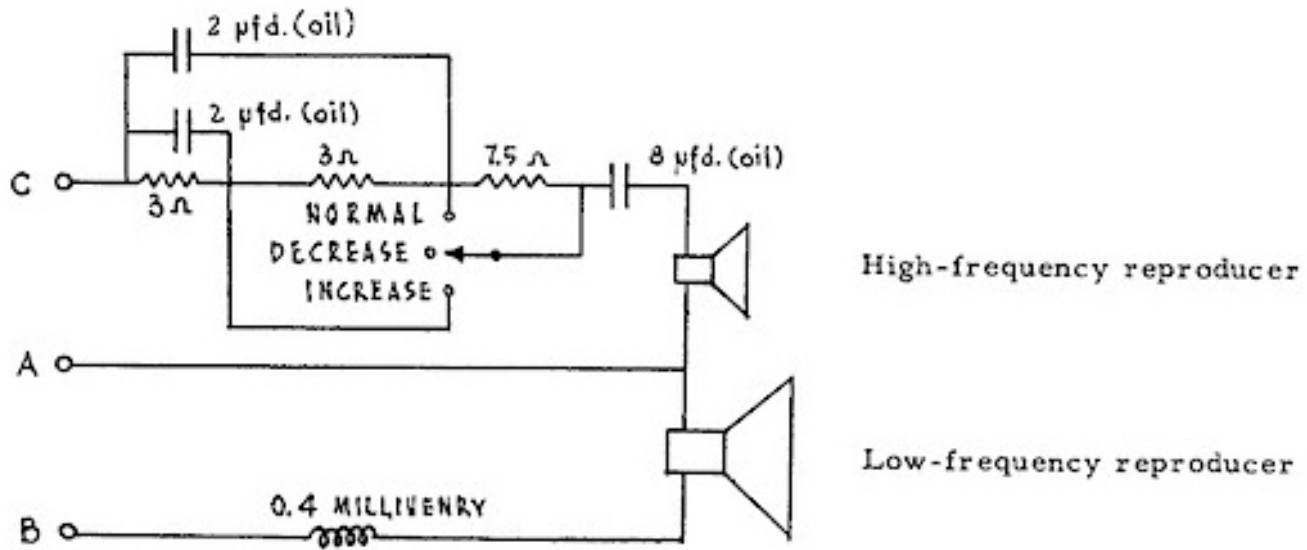 2 μfd. (oil)
2 μfd. (oil)
3Ω
7.5 Ω
8 μfd. (oil)
C
3Ω
NORMAL
DECREASE
INCREASE
High-frequency reproducer
A
Low-frequency reproducer
0.4 MILLIHENRY
B